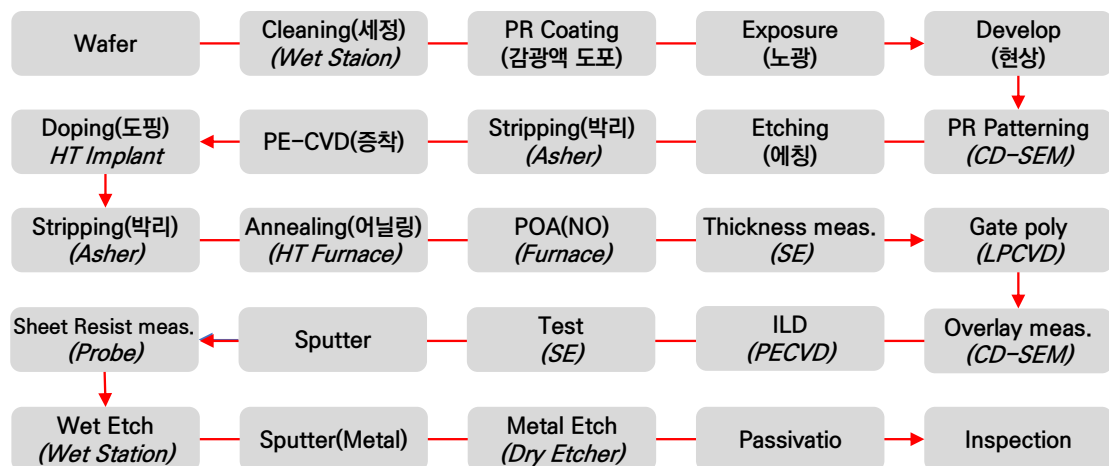 Wafer
Cleaning(세정)
(Wet Staion)
PR Coating
(감광액 도포)
Exposure
(노광)
Develop
(현상)
Doping(도핑)
HT Implant
PE-CVD(증착)
Stripping(박리)
(Asher)
Etching
(에칭)
PR Patterning
(CD-SEM)
Stripping(박리)
(Asher)
Annealing(어닐링)
(HT Furnace)
POA(NO)
(Furnace)
Thickness meas.
(SE)
Gate poly
(LPCVD)
Sheet Resist meas.
(Probe)
Sputter
Test
(SE)
ILD
(PECVD)
Overlay meas.
(CD-SEM)
Wet Etch
(Wet Station)
Sputter(Metal)
Metal Etch
(Dry Etcher)
Passivatio
Inspection